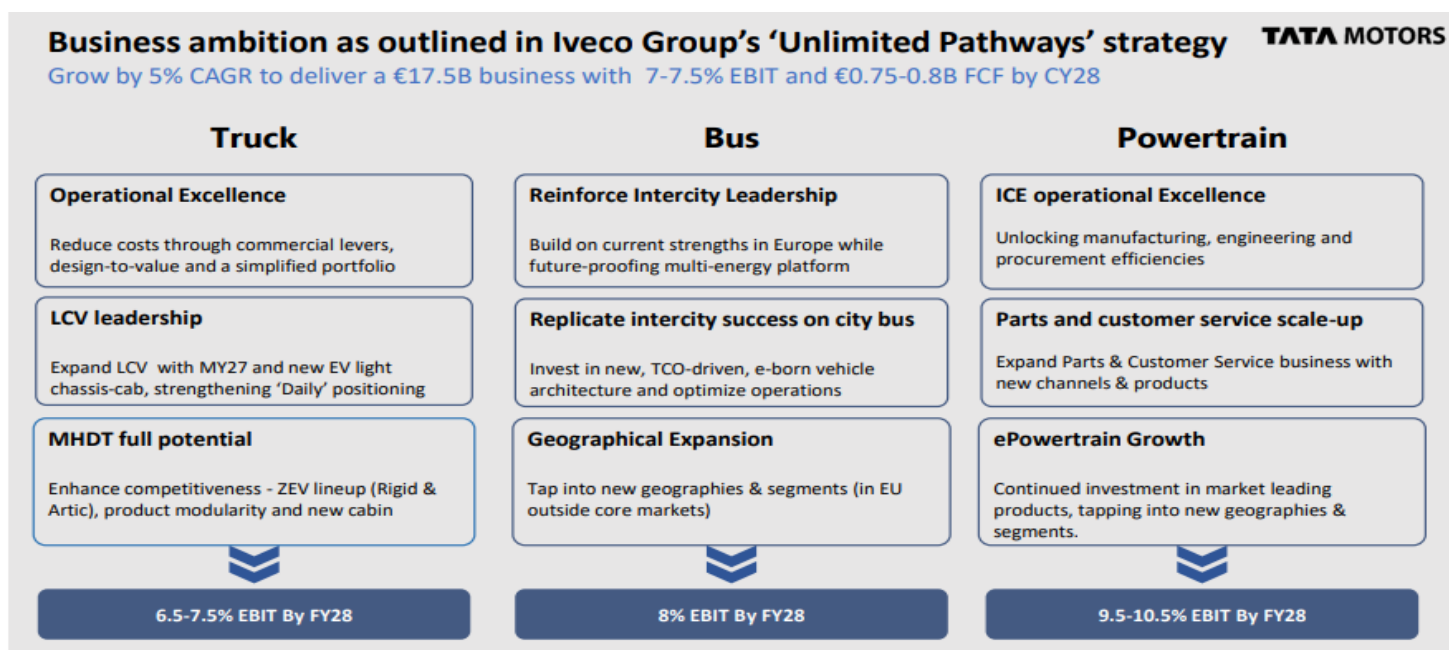 Business ambition as outlined in Iveco Group’s ‘Unlimited Pathways’ strategy
TATA MOTORS
Grow by 5% CAGR to deliver a €17.5B business with 7-7.5% EBIT and €0.75-0.8B FCF by CY28
Truck
Operational Excellence
Reduce costs through commercial levers,
design-to-value and a simplified portfolio
LCV leadership
Expand LCV with MY27 and new EV light
chassis-cab, strengthening ‘Daily’ positioning
MHDT full potential
Enhance competitiveness - ZEV lineup (Rigid &
Artic), product modularity and new cabin
6.5-7.5% EBIT By FY28
Bus
Reinforce Intercity Leadership
Build on current strengths in Europe while
future-proofing multi-energy platform
Replicate intercity success on city bus
Invest in new, TCO-driven, e-born vehicle
architecture and optimize operations
Geographical Expansion
Tap into new geographies & segments (in EU
outside core markets)
8% EBIT By FY28
Powertrain
ICE operational Excellence
Unlocking manufacturing, engineering and
procurement efficiencies
Parts and customer service scale-up
Expand Parts & Customer Service business with
new channels & products
ePowertrain Growth
Continued investment in market leading
products, tapping into new geographies &
segments.
9.5-10.5% EBIT By FY28